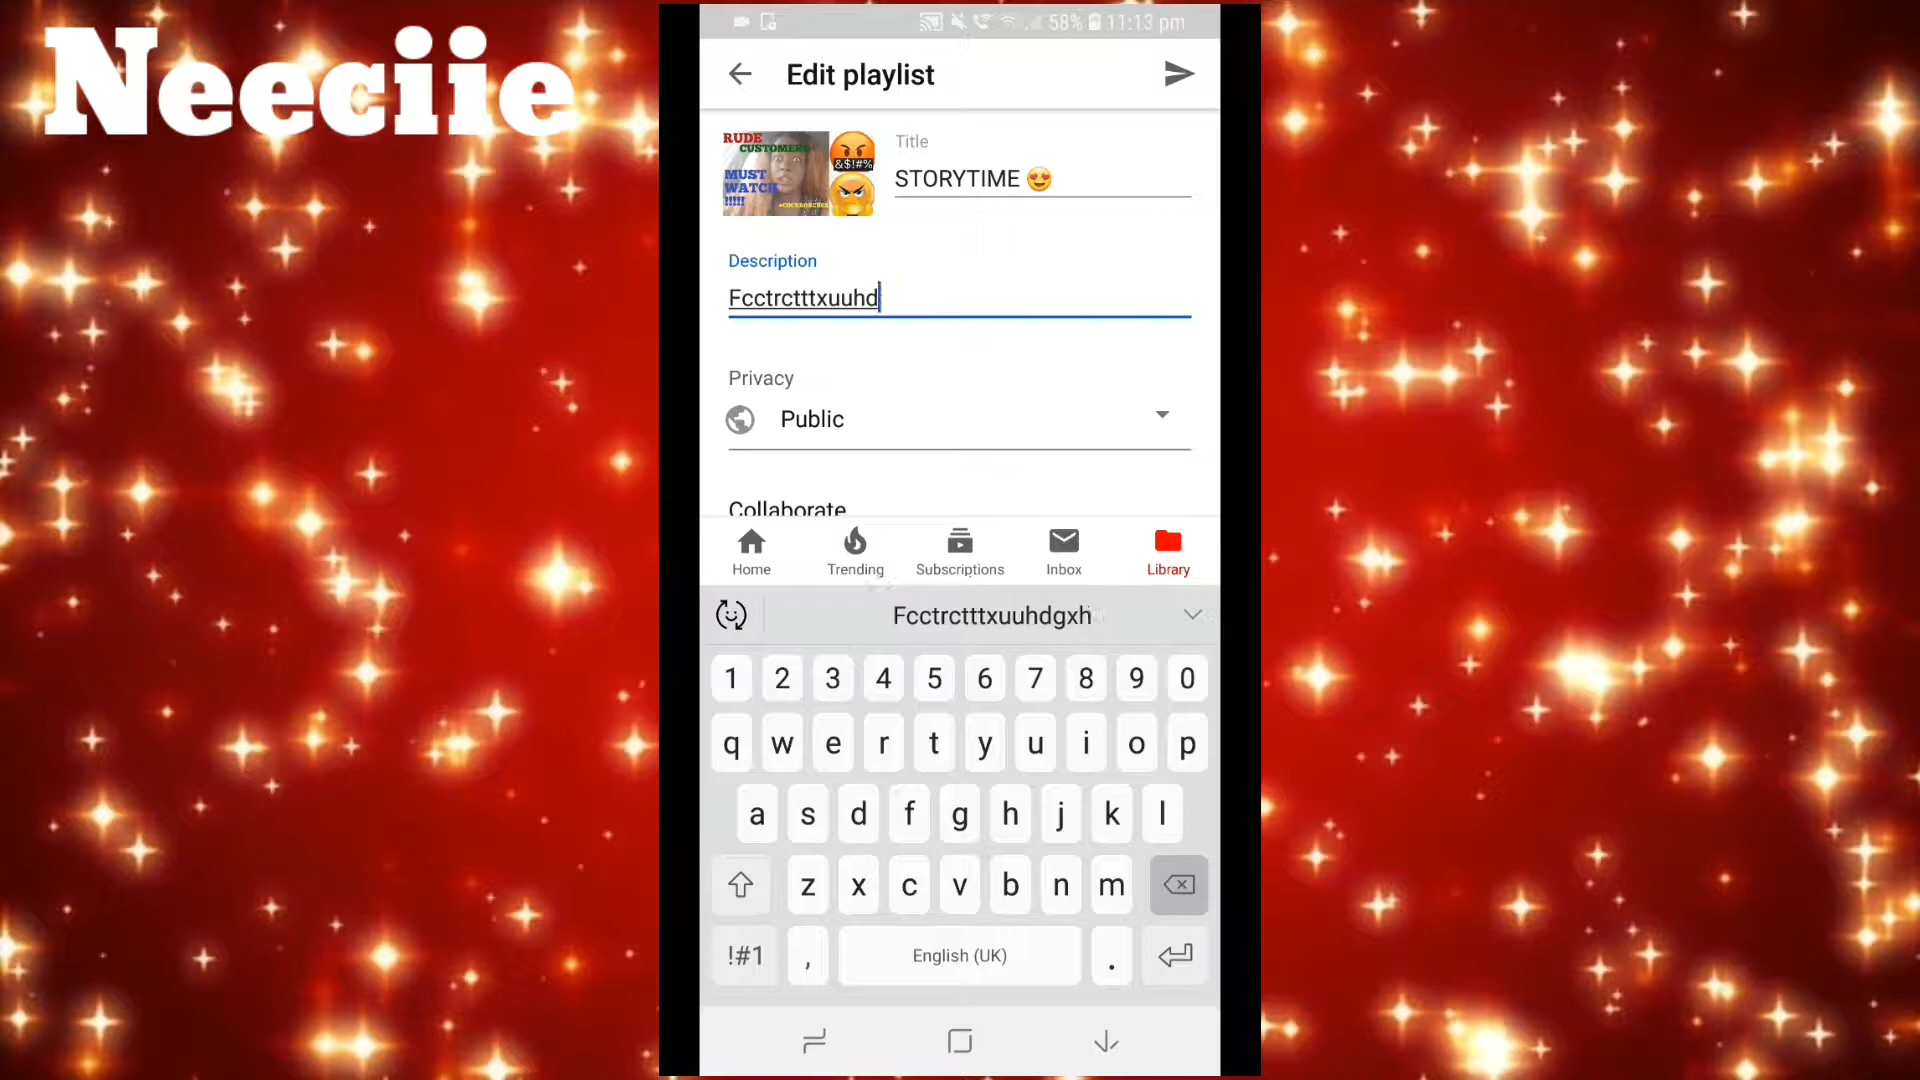 Neeciie
58% 11:13 pm
Edit playlist
RUDE
CUSTOMERS
MUST
WATCH
!!!!!
&$!#%
#COCKROACHES
Title
STORYTIME 😍
Description
Fcctrctttxuuhd
Privacy
Public
Collaborate
Home Trending Subscriptions Inbox Library
Fcctrctttxuuhdgxh
1 2 3 4 5 6 7 8 9 0
q w e r t y u i o p
a s d f g h j k l
z x c v b n m
!#1 , English (UK) .